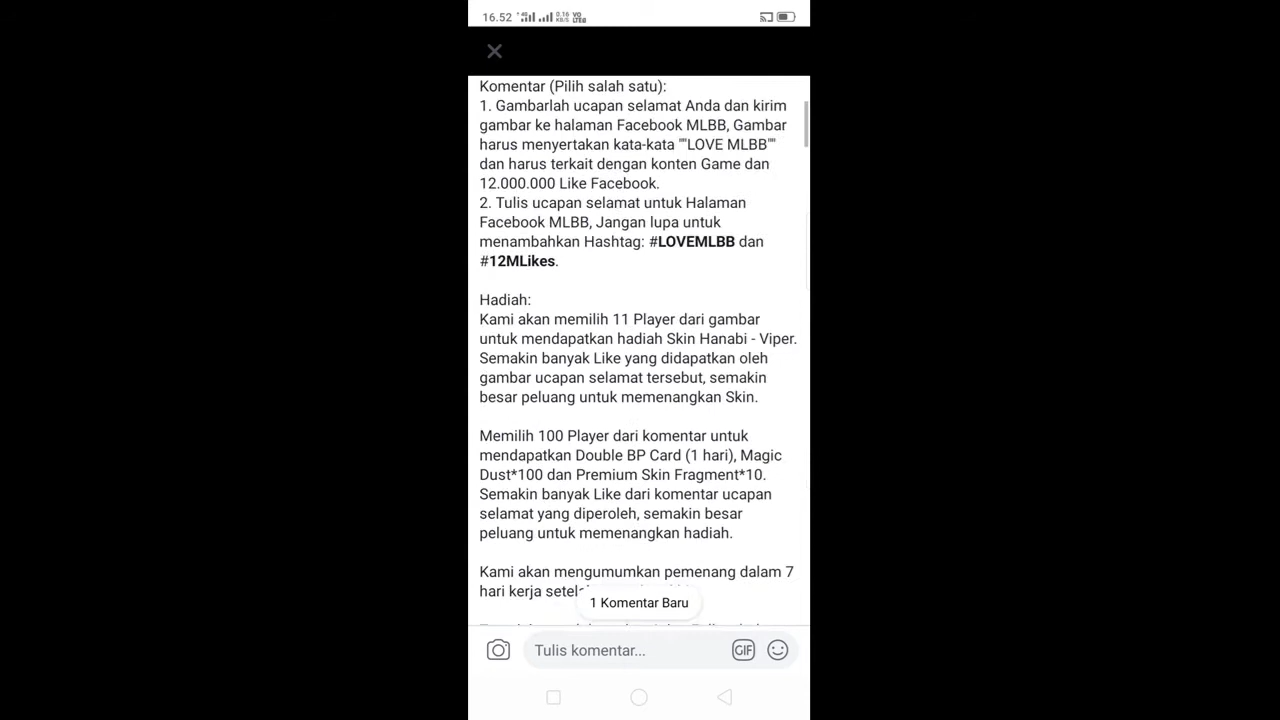 16.52 4G 0.16 KB/S VO LTE
Komentar (Pilih salah satu):
1. Gambarlah ucapan selamat Anda dan kirim
gambar ke halaman Facebook MLBB, Gambar
harus menyertakan kata-kata ""LOVE MLBB""
dan harus terkait dengan konten Game dan
12.000.000 Like Facebook.
2. Tulis ucapan selamat untuk Halaman
Facebook MLBB, Jangan lupa untuk
menambahkan Hashtag: #LOVEMLBB dan
#12MLikes.
Hadiah:
Kami akan memilih 11 Player dari gambar
untuk mendapatkan hadiah Skin Hanabi - Viper.
Semakin banyak Like yang didapatkan oleh
gambar ucapan selamat tersebut, semakin
besar peluang untuk memenangkan Skin.
Memilih 100 Player dari komentar untuk
mendapatkan Double BP Card (1 hari), Magic
Dust*100 dan Premium Skin Fragment*10.
Semakin banyak Like dari komentar ucapan
selamat yang diperoleh, semakin besar
peluang untuk memenangkan hadiah.
Kami akan mengumumkan pemenang dalam 7
hari kerja
1 Komentar Baru
Tulis komentar...
GIF